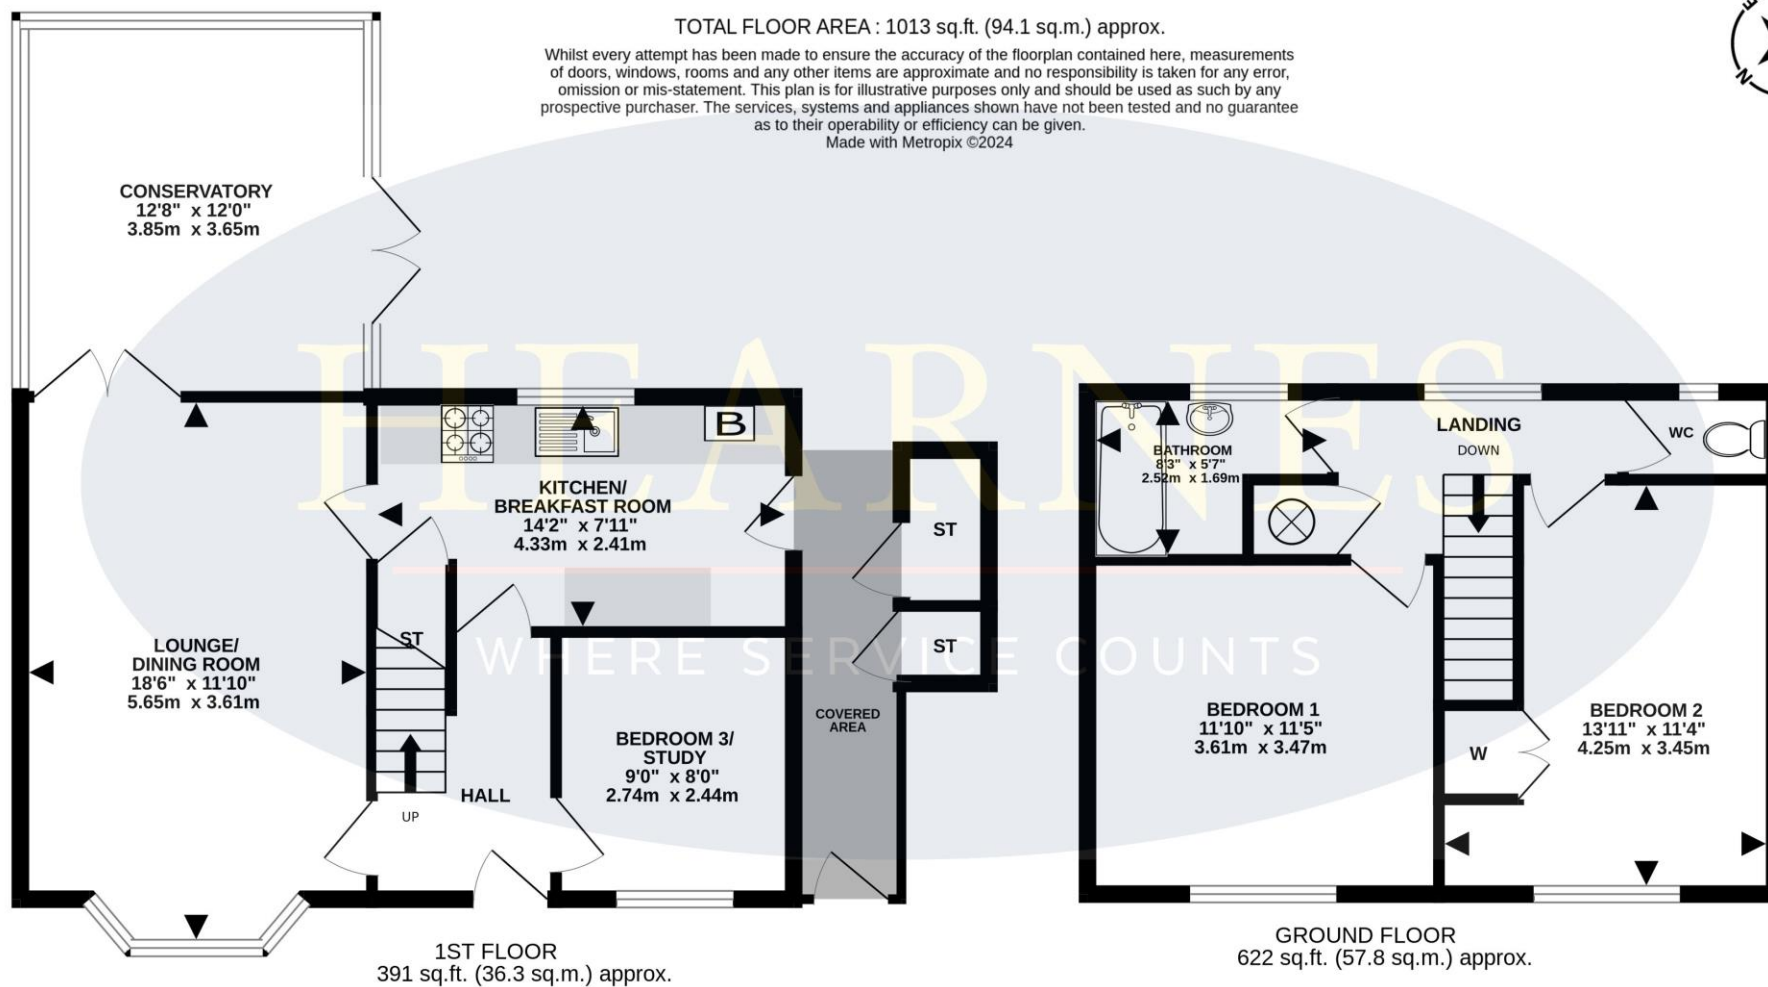 TOTAL FLOOR AREA : 1013 sq.ft. (94.1 sq.m.) approx.
Whilst every attempt has been made to ensure the accuracy of the floorplan contained here, measurements
of doors, windows, rooms and any other items are approximate and no responsibility is taken for any error,
omission or mis-statement. This plan is for illustrative purposes only and should be used as such by any
prospective purchaser. The services, systems and appliances shown have not been tested and no guarantee
as to their operability or efficiency can be given.
Made with Metropix ©2024
N
CONSERVATORY
12'8" x 12'0"
3.85m x 3.65m
HEARNES
WHERE SERVICE COUNTS
B
KITCHEN/
BREAKFAST ROOM
14'2" x 7'11"
4.33m x 2.41m
LOUNGE/
DINING ROOM
18'6" x 11'10"
5.65m x 3.61m
ST
UP
HALL
BEDROOM 3/
STUDY
9'0" x 8'0"
2.74m x 2.44m
COVERED
AREA
ST
ST
1ST FLOOR
391 sq.ft. (36.3 sq.m.) approx.
BATHROOM
8'3" x 5'7"
2.52m x 1.69m
LANDING
DOWN
WC
BEDROOM 1
11'10" x 11'5"
3.61m x 3.47m
W
BEDROOM 2
13'11" x 11'4"
4.25m x 3.45m
GROUND FLOOR
622 sq.ft. (57.8 sq.m.) approx.